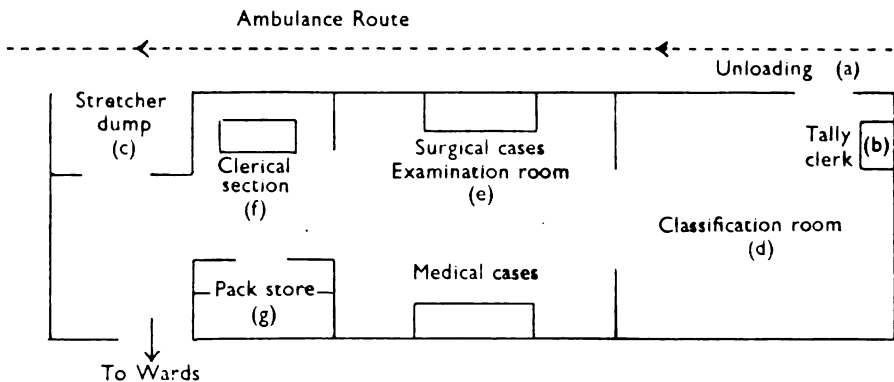 Ambulance Route
Unloading (a)
Stretcher
dump
(c)
Clerical
section
(f)
Surgical cases
Examination room
(e)
Tally
clerk
(b)
Classification room
(d)
Medical cases
Pack store
(g)
To Wards